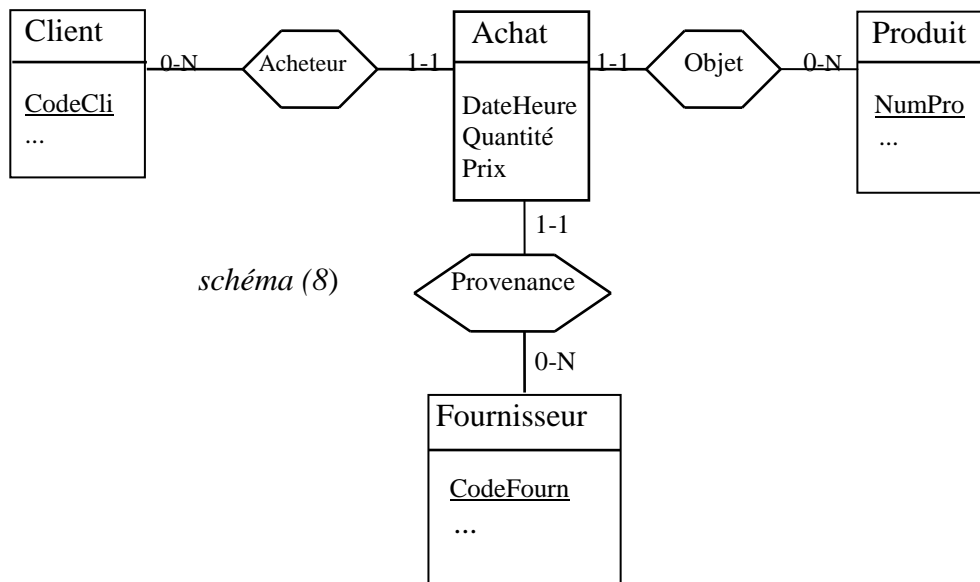 Client
Achat
Produit
0-N
Acheteur
1-1
1-1
Objet
0-N
CodeCli
...
DateHeure
Quantité
Prix
NumPro
...
1-1
schéma (8)
Provenance
0-N
Fournisseur
CodeFourn
...